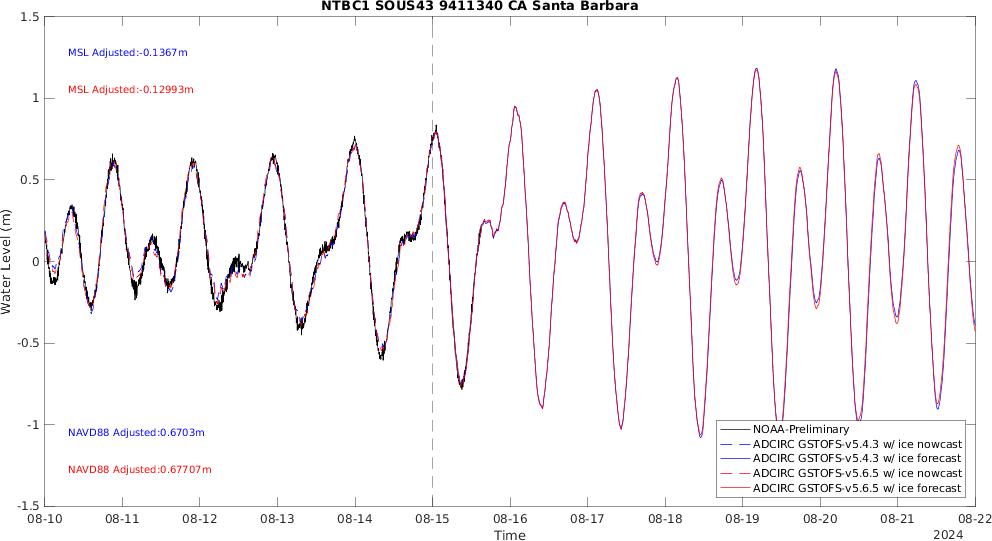 NTBC1 SOUS43 9411340 CA Santa Barbara
1.5
1
0.5
0
-0.5
-1
-1.5
Water Level (m)
MSL Adjusted:-0.1367m
MSL Adjusted:-0.12993m
NAVD88 Adjusted:0.6703m
NAVD88 Adjusted:0.67707m
NOAA-Preliminary
ADCIRC GSTOFS-v5.4.3 w/ ice nowcast
ADCIRC GSTOFS-v5.4.3 w/ ice forecast
ADCIRC GSTOFS-v5.6.5 w/ ice nowcast
ADCIRC GSTOFS-v5.6.5 w/ ice forecast
08-10 08-11 08-12 08-13 08-14 08-15 08-16 08-17 08-18 08-19 08-20 08-21 08-22
Time
2024